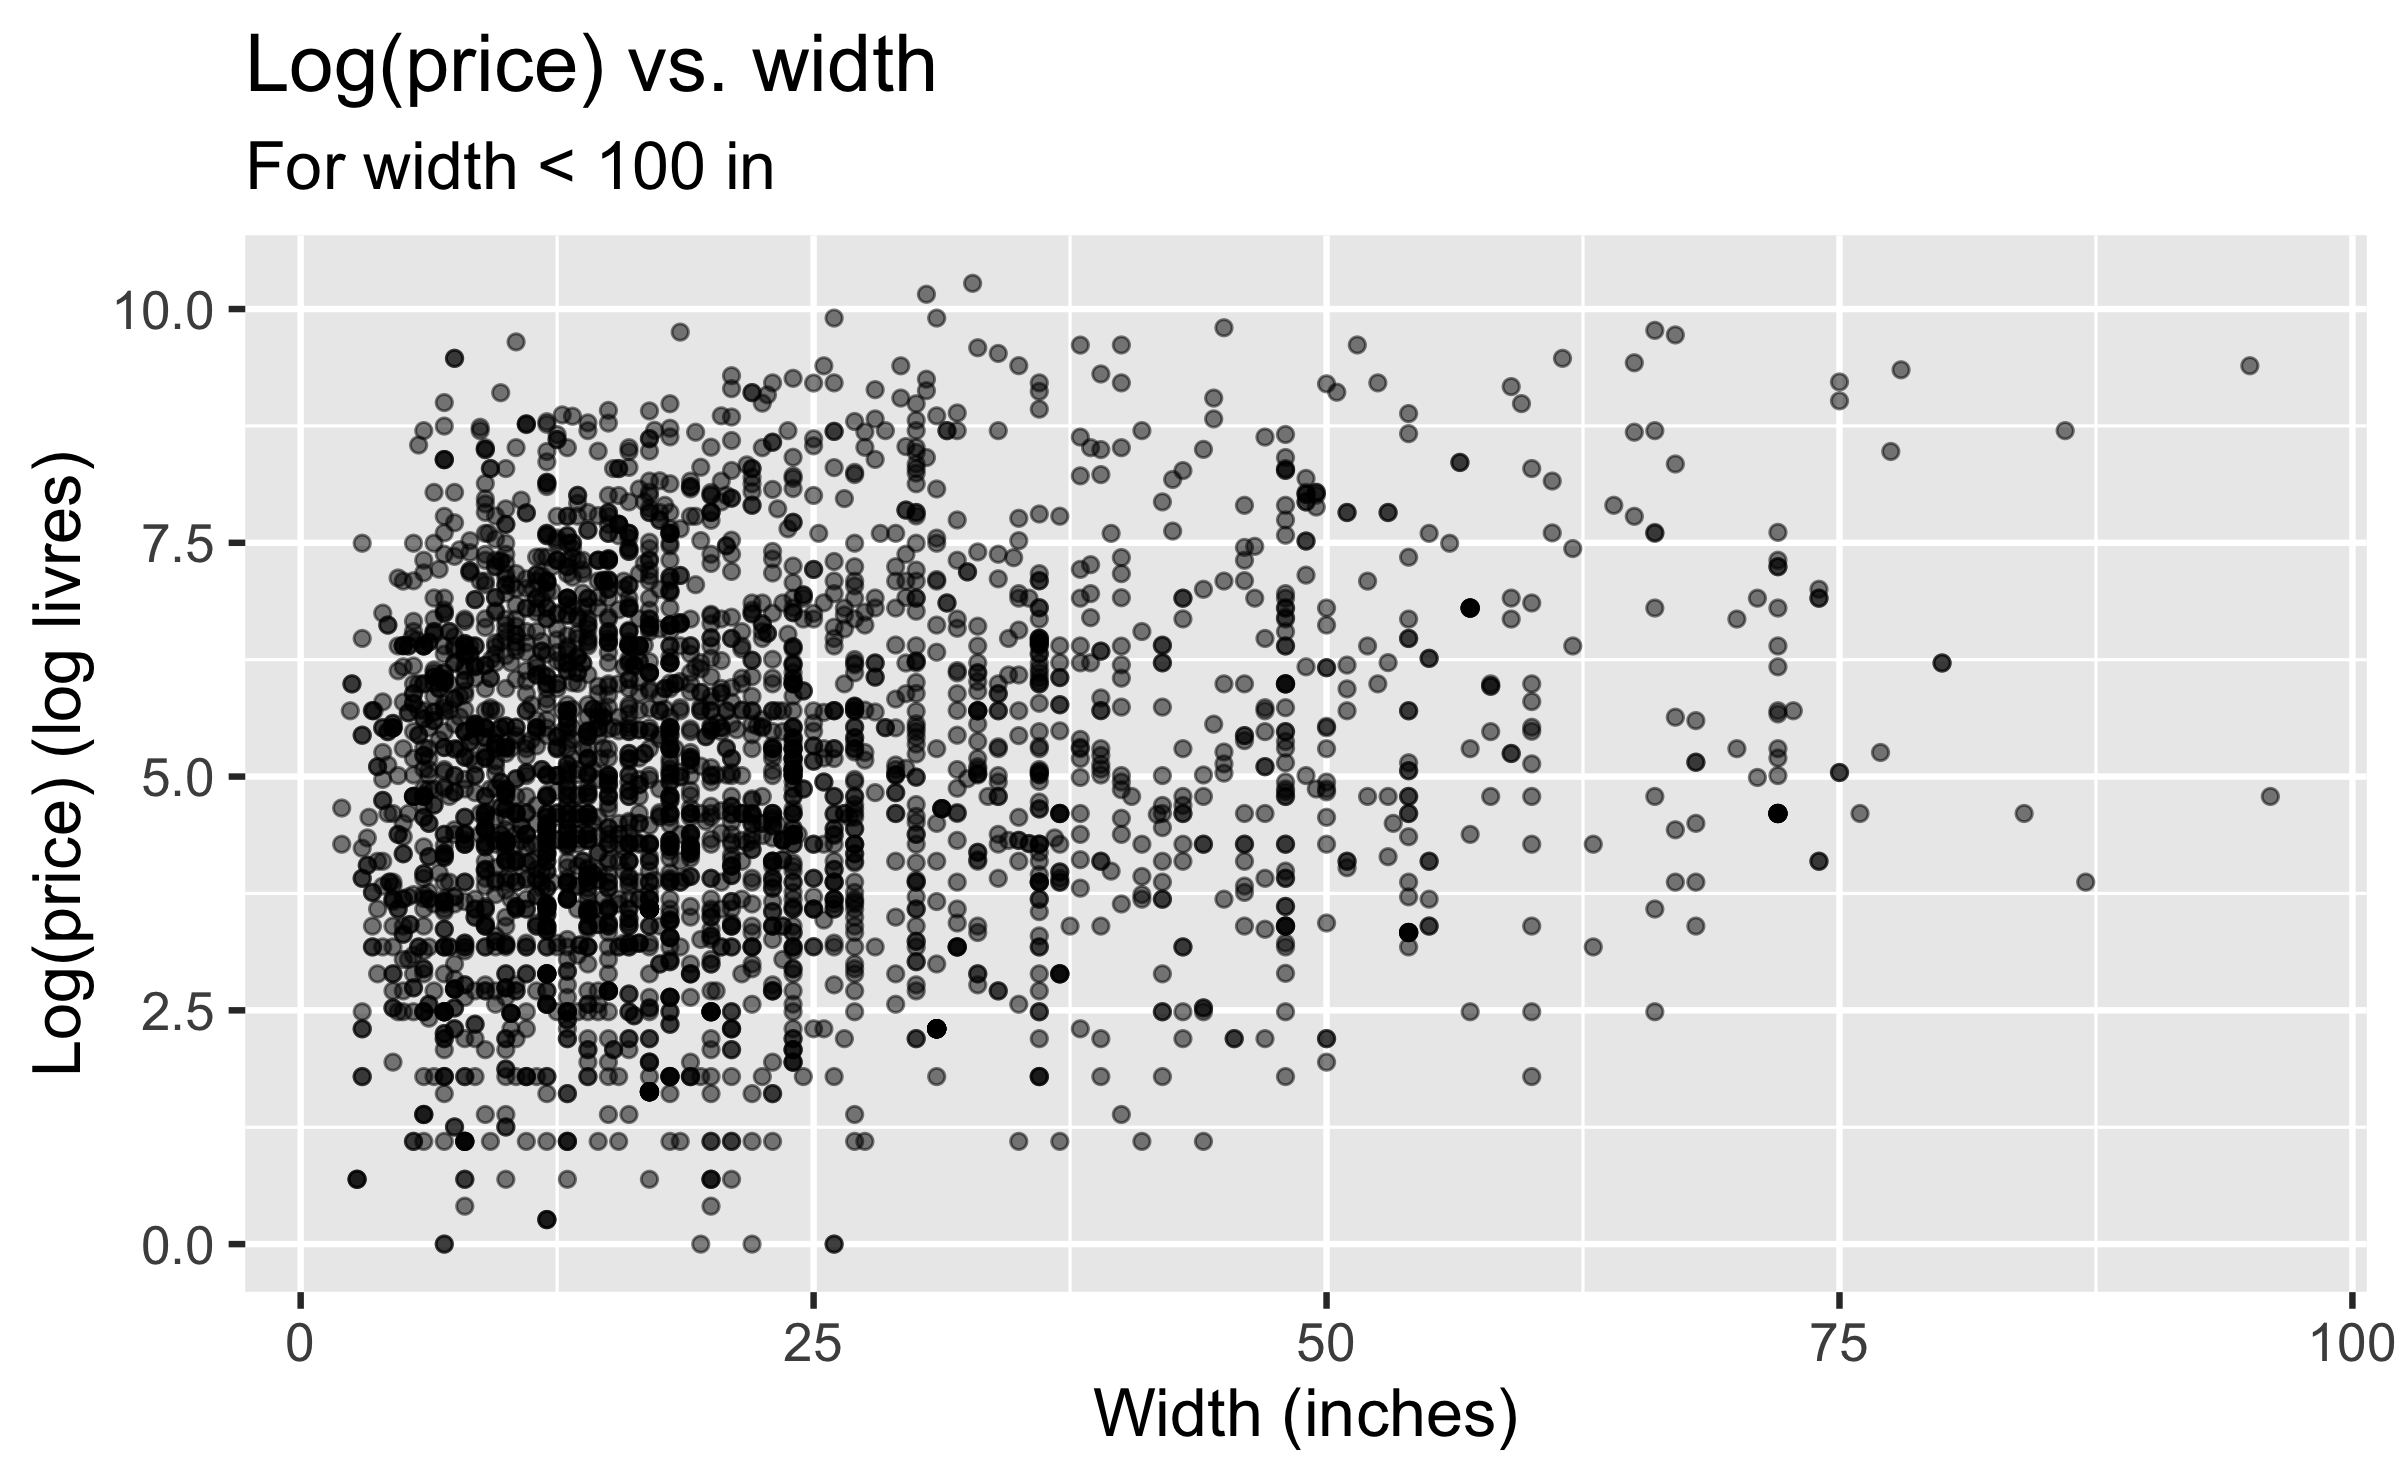 Log(price) vs. width
For width < 100 in
Log(price) (log livres)
10.0
7.5
5.0
2.5
0.0
0 25 50 75 100
Width (inches)